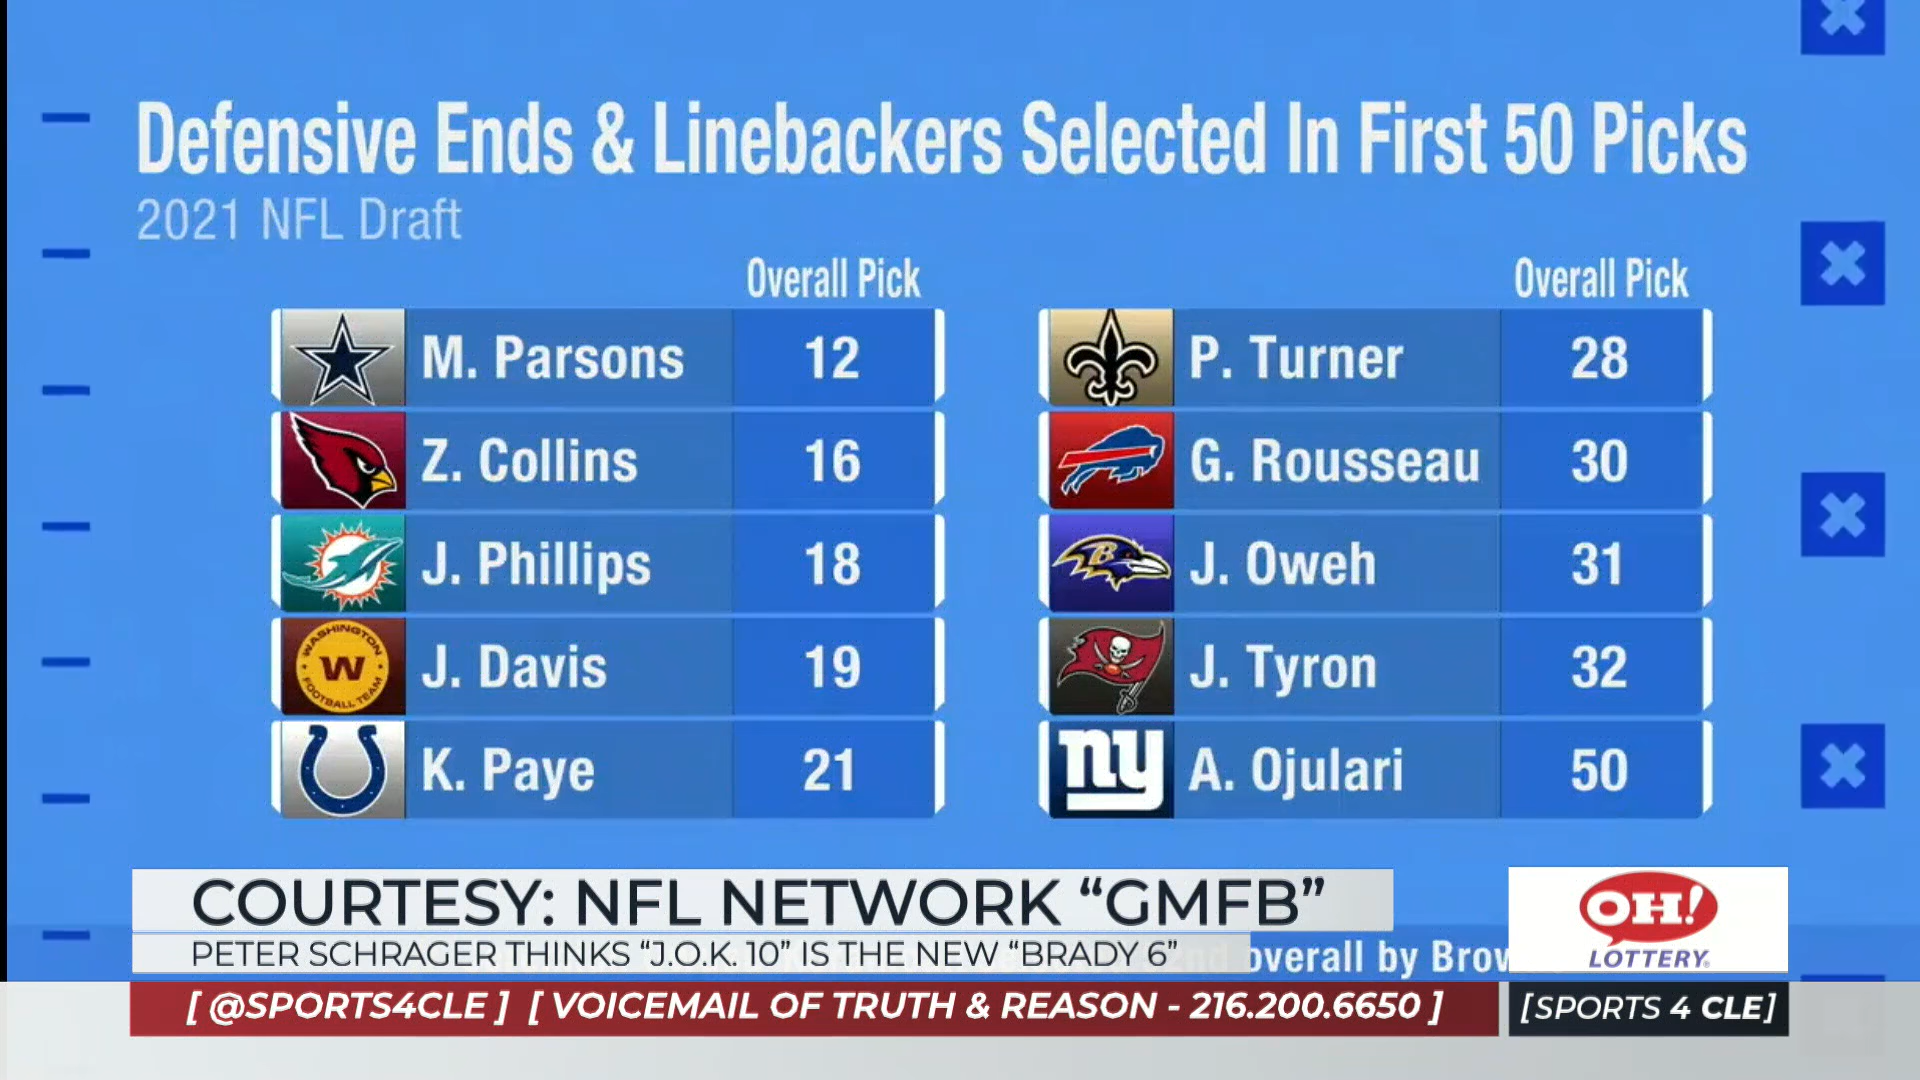 Defensive Ends & Linebackers Selected In First 50 Picks
2021 NFL Draft
Overall Pick
M. Parsons 12
Z. Collins 16
J. Phillips 18
WASHINGTON W FOOTBALL TEAM J. Davis 19
K. Paye 21
Overall Pick
P. Turner 28
G. Rousseau 30
B J. Oweh 31
J. Tyron 32
ny A. Ojulari 50
COURTESY: NFL NETWORK “GMFB”
PETER SCHRAGER THINKS “J.O.K. 10” IS THE NEW “BRADY 6”
overall by
OH! LOTTERY
[ @SPORTS4CLE ] [ VOICEMAIL OF TRUTH & REASON - 216.200.6650 ]
[SPORTS 4 CLE]